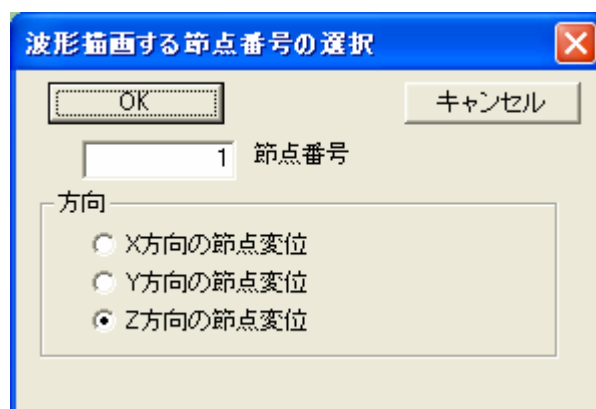 波形描画する節点番号の選択
OK キャンセル
1 節点番号
方向
X方向の節点変位
Y方向の節点変位
Z方向の節点変位